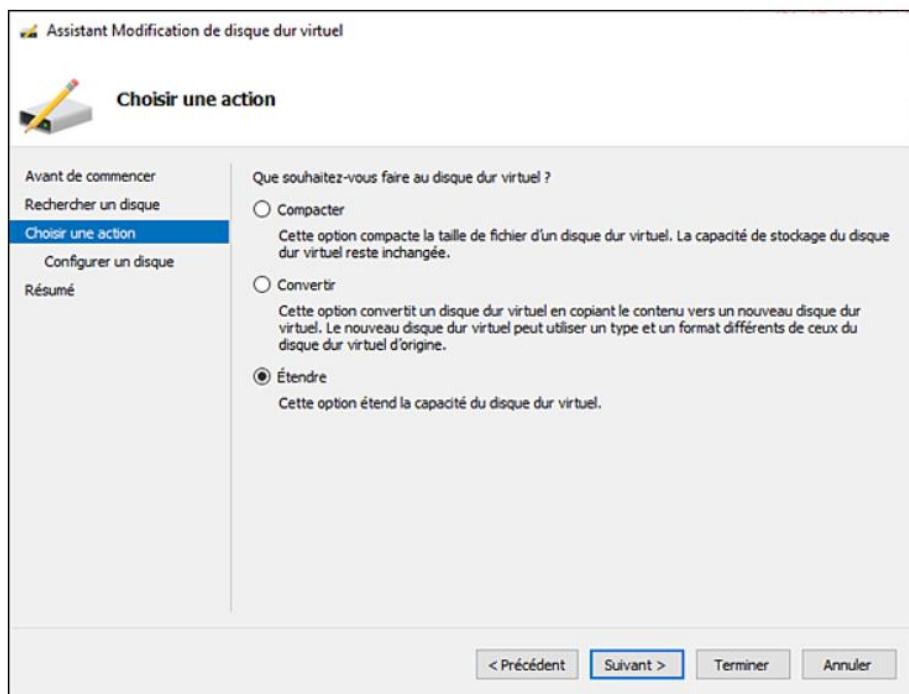 Assistant Modification de disque dur virtuel
Choisir une action
Avant de commencer
Rechercher un disque
Choisir une action
Configurer un disque
Résumé
Que souhaitez-vous faire au disque dur virtuel ?
Compacter
Cette option compacte la taille de fichier d'un disque dur virtuel. La capacité de stockage du disque
dur virtuel reste inchangée.
Convertir
Cette option convertit un disque dur virtuel en copiant le contenu vers un nouveau disque dur
virtuel. Le nouveau disque dur virtuel peut utiliser un type et un format différents de ceux du
disque dur virtuel d'origine.
Étendre
Cette option étend la capacité du disque dur virtuel.
< Précédent
Suivant >
Terminer
Annuler